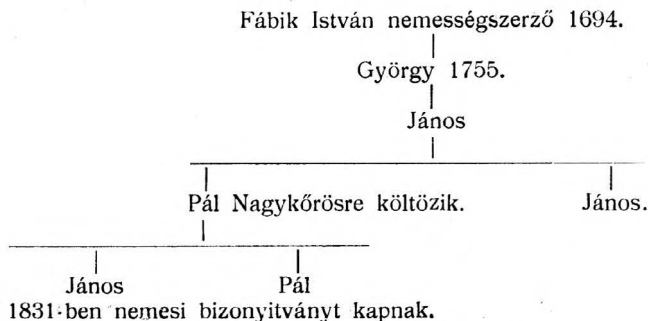 Fábik István nemességszerző 1694.
György 1755.
János
Pál Nagykőrösre költözik. János.
János Pál
1831-ben nemesi bizonyitványt kapnak.